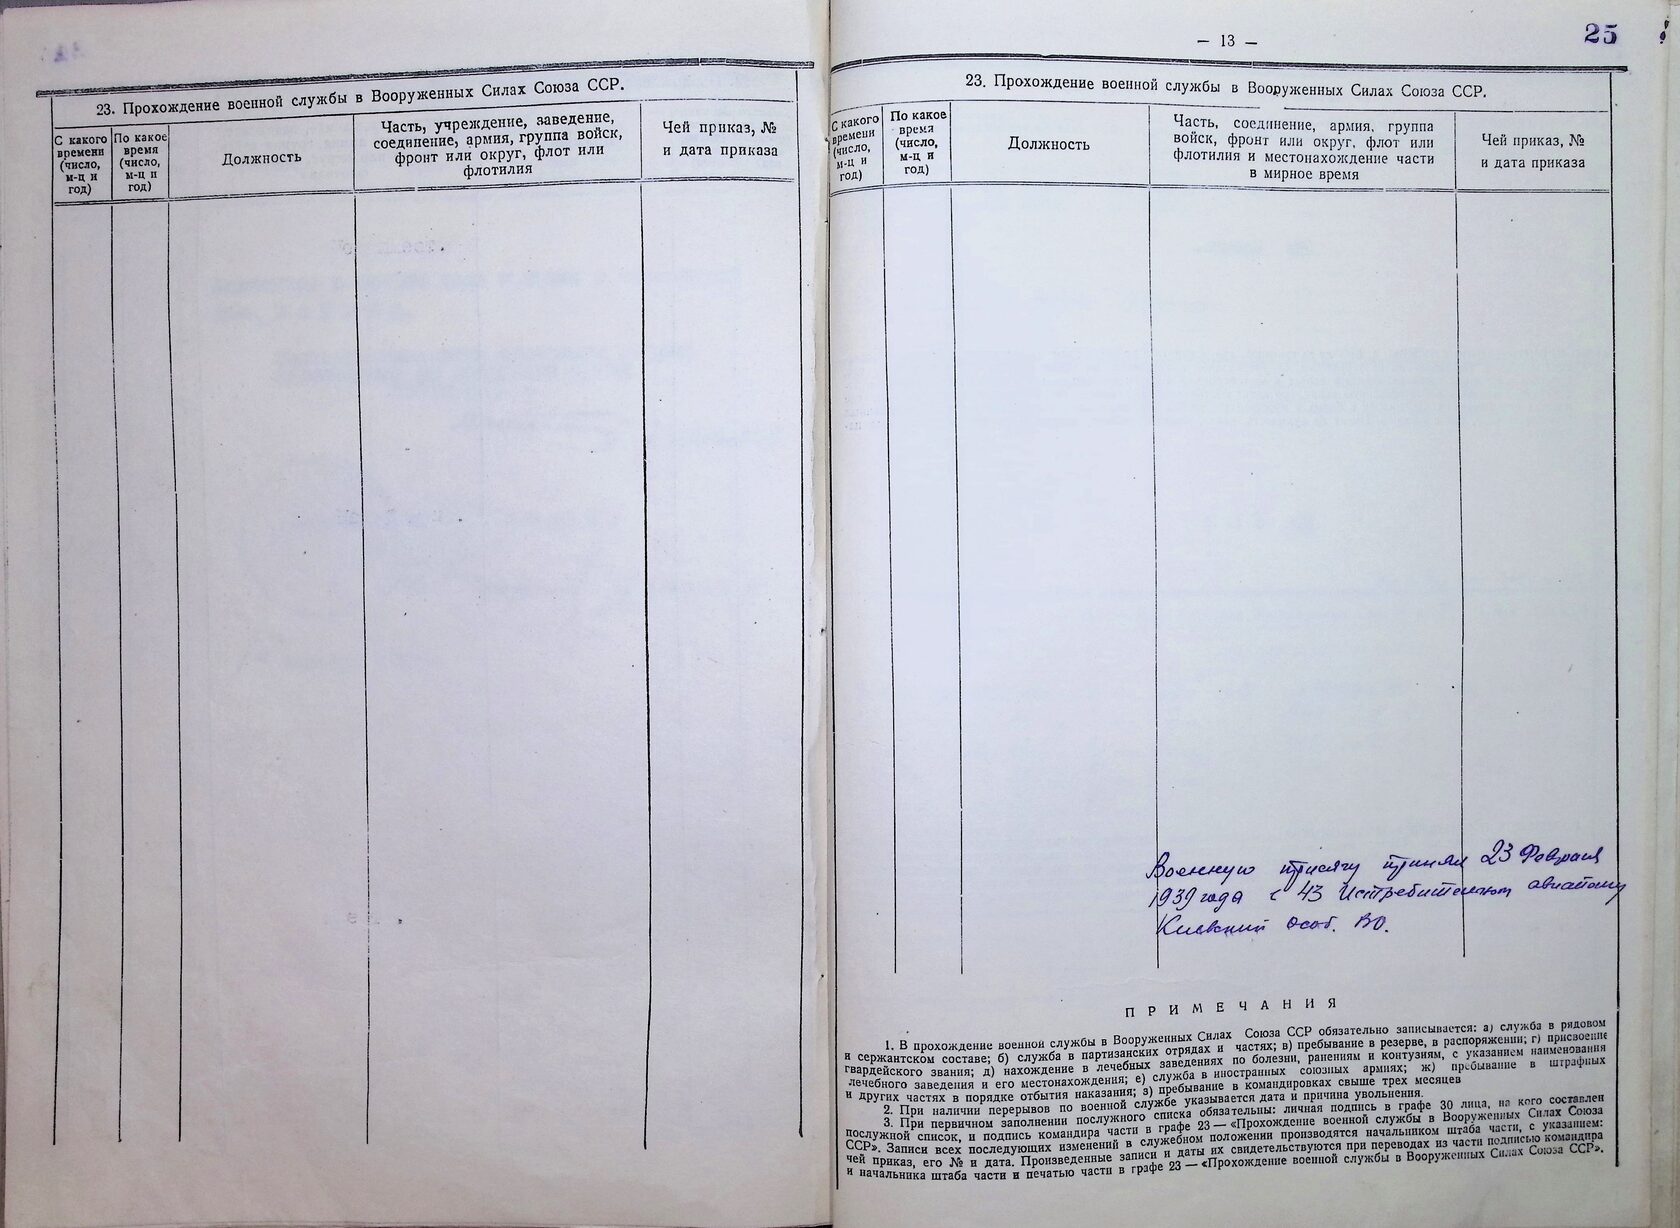 23. Прохождение военной службы в Вооруженных Силах Союза ССР.
С какого времени (число, м-ц и год)
По какое время (число, м-ц и год)
Должность
Часть, учреждение, заведение,
соединение, армия, группа войск,
фронт или округ, флот или
флотилия
Чей приказ, №
и дата приказа
— 13 —
25
23. Прохождение военной службы в Вооруженных Силах Союза ССР.
С какого времени (число, м-ц и год)
По какое время (число, м-ц и год)
Должность
Часть, соединение, армия, группа
войск, фронт или округ, флот или
флотилия и местонахождение части
в мирное время
Чей приказ, №
и дата приказа
Военную присягу принял 23 Февраля
1939 года с 43 Истребительном авиаполку
Киевский особ. ВО.
ПРИМЕЧАНИЯ
1. В прохождение военной службы в Вооруженных Силах Союза ССР обязательно записывается: а) служба в рядовом
и сержантском составе; б) служба в партизанских отрядах и частях; в) пребывание в резерве, в распоряжении; г) присвоение
гвардейского звания; д) нахождение в лечебных заведениях по болезни, ранениям и контузиям, с указанием наименования
лечебного заведения и его местонахождения; е) служба в иностранных союзных армиях; ж) пребывание в штрафных
и других частях в порядке отбытия наказания; з) пребывание в командировках свыше трех месяцев
2. При наличии перерывов по военной службе указывается дата и причина увольнения.
3. При первичном заполнении послужного списка обязательны: личная подпись в графе 30 лица, на кого составлен
послужной список, и подпись командира части в графе 23 — «Прохождение военной службы в Вооруженных Силах Союза
ССР». Записи всех последующих изменений в служебном положении производятся начальником штаба части, с указанием:
чей приказ, его № и дата. Произведенные записи и даты их свидетельствуются при переводах из части подписью командира
и начальника штаба части и печатью части в графе 23 — «Прохождение военной службы в Вооруженных Силах Союза ССР».